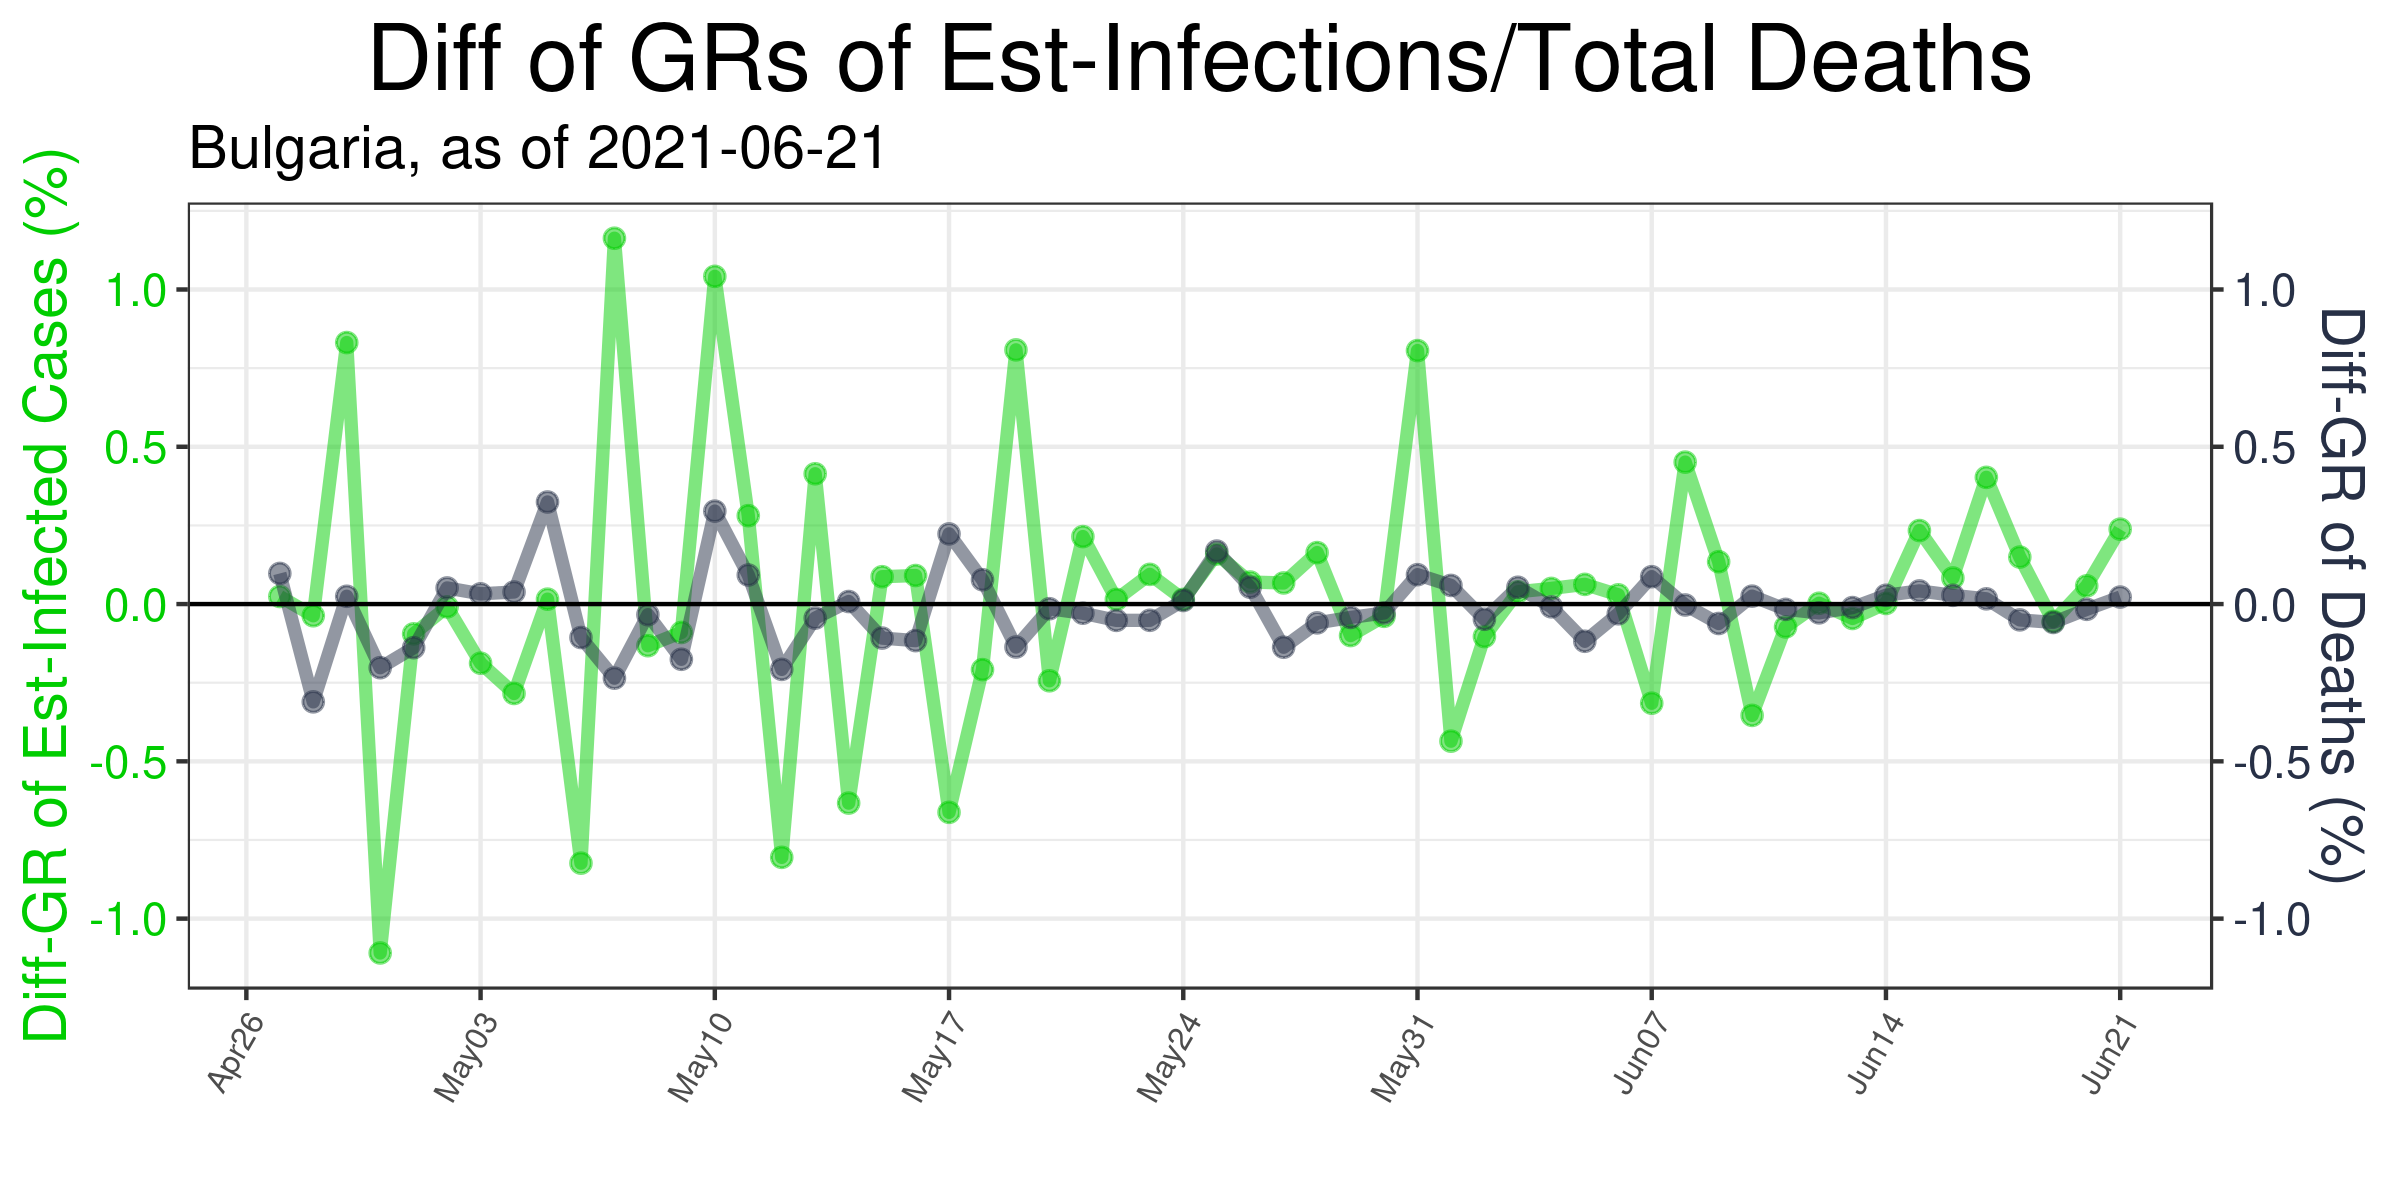 Diff of GRs of Est-Infections/Total Deaths
Bulgaria, as of 2021-06-21
Diff-GR of Est-Infected Cases (%)
1.0
0.5
0.0
-0.5
-1.0
1.0
0.5
0.0
-0.5
-1.0
Diff-GR of Deaths (%)
Apr26
May03
May10
May17
May24
May31
Jun07
Jun14
Jun21